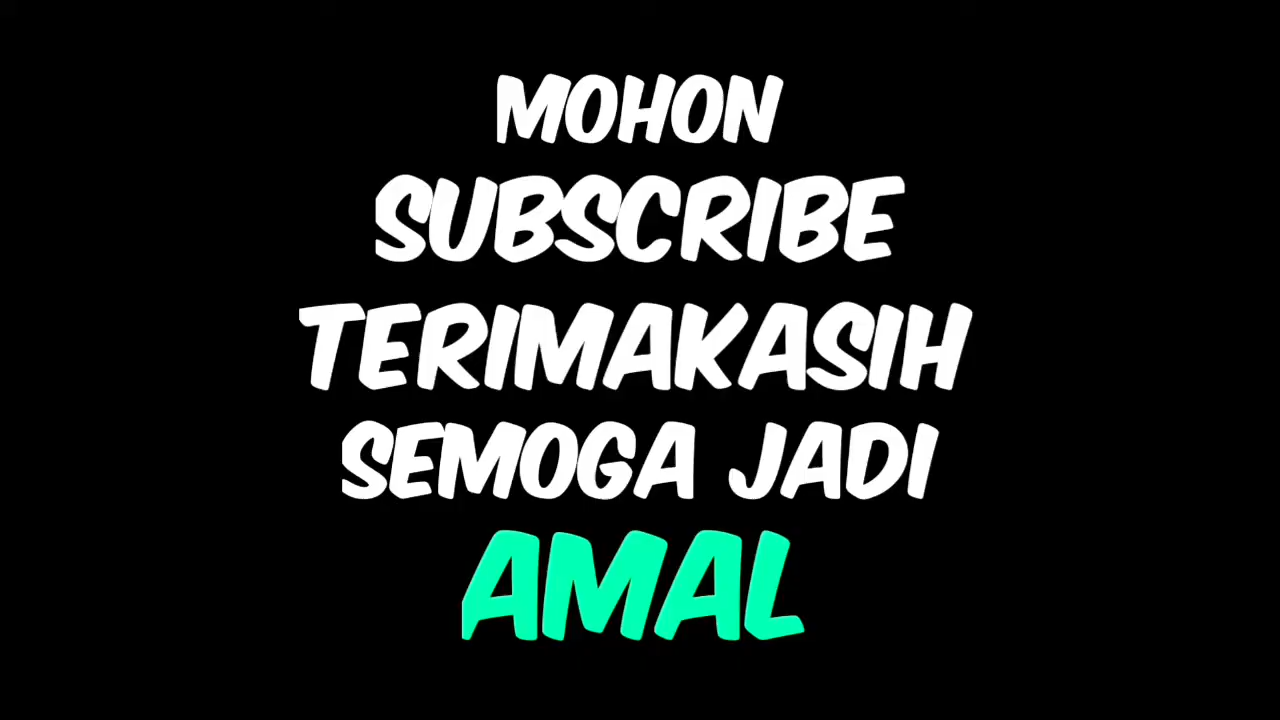 MOHON
SUBSCRIBE
TERIMAKASIH
SEMOGA JADI
AMAL